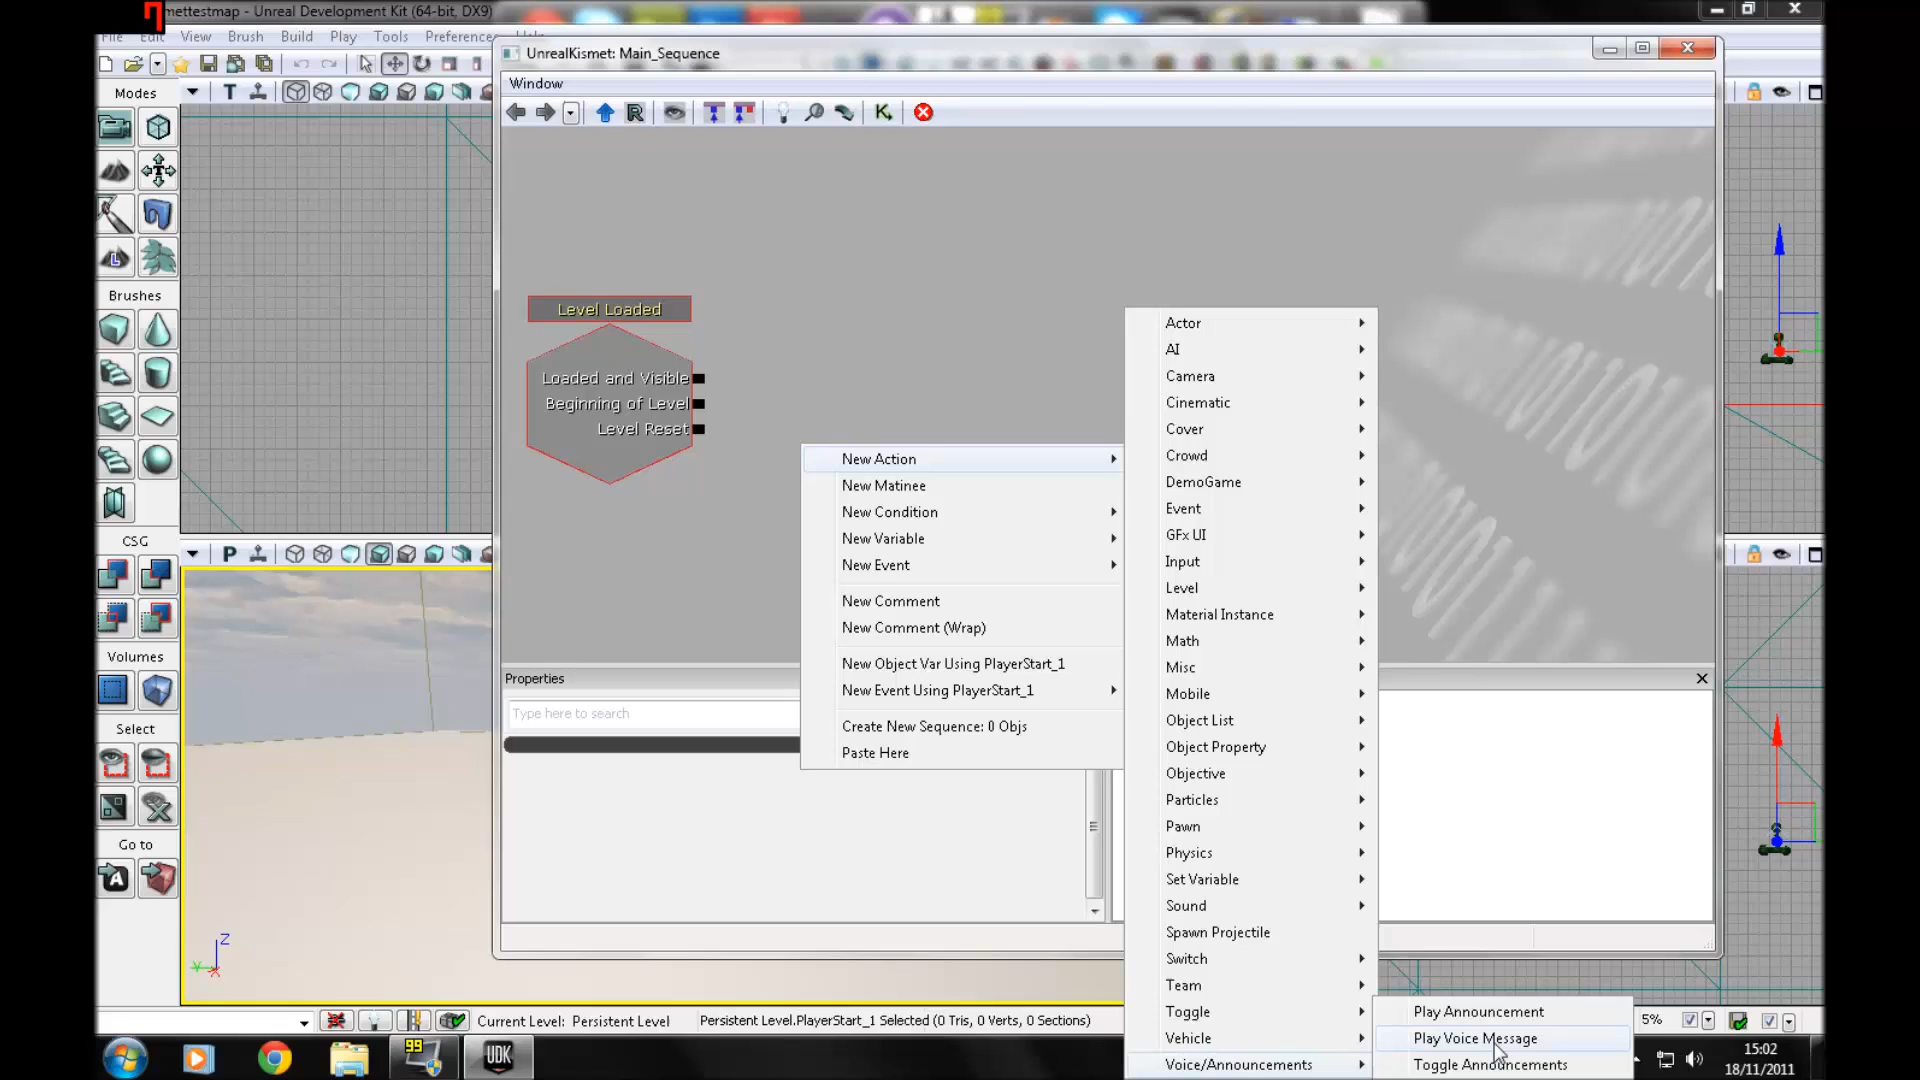 mettestmap - Unreal Development Kit (64-bit, DX9)
File Edit View Brush Build Play Tools Preferences Help
UnrealKismet: Main_Sequence
Window
Modes
Level Loaded
Loaded and Visible
Beginning of Level
Level Reset
Brushes
CSG
Volumes
Select
Go to
New Action
New Matinee
New Condition
New Variable
New Event
New Comment
New Comment (Wrap)
New Object Var Using PlayerStart_1
New Event Using PlayerStart_1
Create New Sequence: 0 Objs
Paste Here
Actor
AI
Camera
Cinematic
Cover
Crowd
DemoGame
Event
GFx UI
Input
Level
Material Instance
Math
Misc
Mobile
Object List
Object Property
Objective
Particles
Pawn
Physics
Set Variable
Sound
Spawn Projectile
Switch
Team
Toggle
Vehicle
Voice/Announcements
Play Announcement
Play Voice Message
Toggle Announcements
Properties
Type here to search
Z
Y
X
Current Level: Persistent Level
Persistent Level.PlayerStart_1 Selected (0 Tris, 0 Verts, 0 Sections)
5%
99
UDK
15:02
18/11/2011